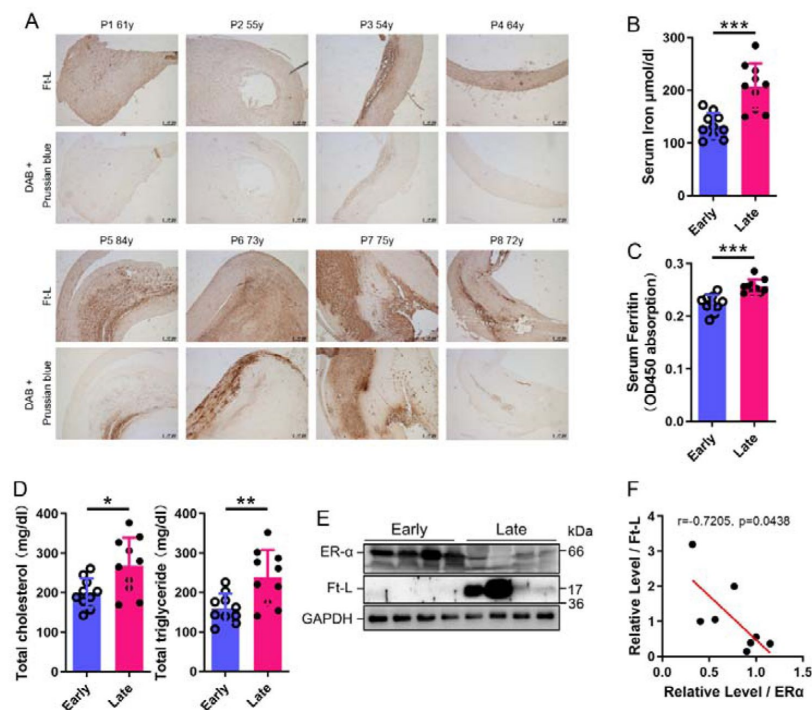 A
P1 61y
P2 55y
P3 54y
P4 64y
Ft-L
DAB +
Prussian blue
P5 84y
P6 73y
P7 75y
P8 72y
Ft-L
DAB +
Prussian blue
B
***
Serum Iron μmol/dl
300
200
100
0
Early
Late
C
***
Serum Ferritin
(OD450 absorption)
0.3
0.2
0.1
0.0
Early
Late
D
*
Total cholesterol (mg/dl)
400
300
200
100
0
Early
Late
**
Total triglyceride (mg/dl)
400
300
200
100
0
Early
Late
E
Early
Late
kDa
ER-α
66
Ft-L
17
36
GAPDH
F
r=-0.7205, p=0.0438
Relative Level / Ft-L
4
3
2
1
0
0.0
0.5
1.0
1.5
Relative Level / ERα